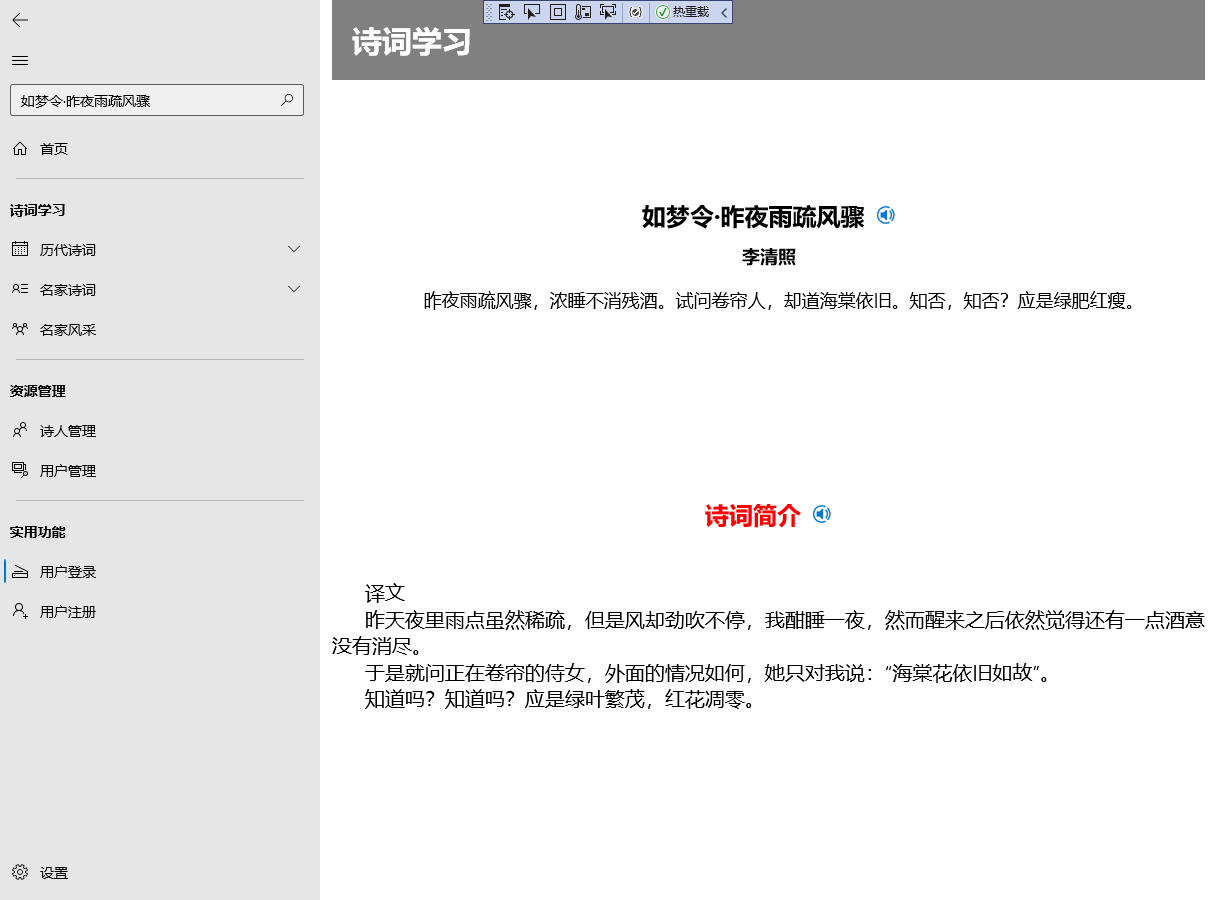 热重载
诗词学习
如梦令·昨夜雨疏风骤
首页
诗词学习
历代诗词
名家诗词
名家风采
资源管理
诗人管理
用户管理
实用功能
用户登录
用户注册
设置
如梦令·昨夜雨疏风骤
李清照
昨夜雨疏风骤，浓睡不消残酒。试问卷帘人，却道海棠依旧。知否，知否？应是绿肥红瘦。
诗词简介
译文
昨天夜里雨点虽然稀疏，但是风却劲吹不停，我酣睡一夜，然而醒来之后依然觉得还有一点酒意
没有消尽。
于是就问正在卷帘的侍女，外面的情况如何，她只对我说：“海棠花依旧如故”。
知道吗？知道吗？应是绿叶繁茂，红花凋零。